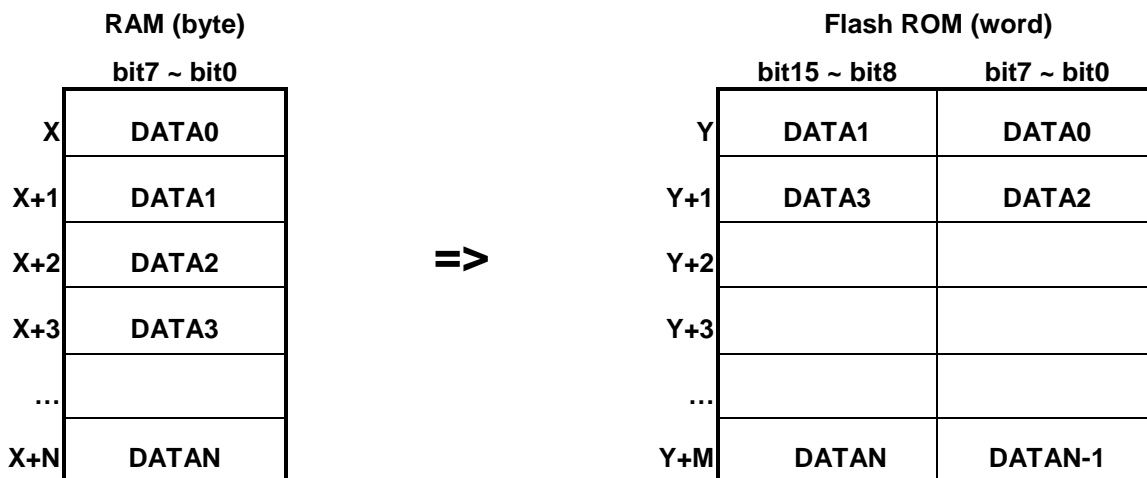 RAM (byte) Flash ROM (word)
bit7 ~ bit0 bit15 ~ bit8 bit7 ~ bit0
X DATA0 Y DATA1 DATA0
X+1 DATA1 Y+1 DATA3 DATA2
X+2 DATA2 => Y+2
X+3 DATA3 Y+3
… …
X+N DATAN Y+M DATAN DATAN-1